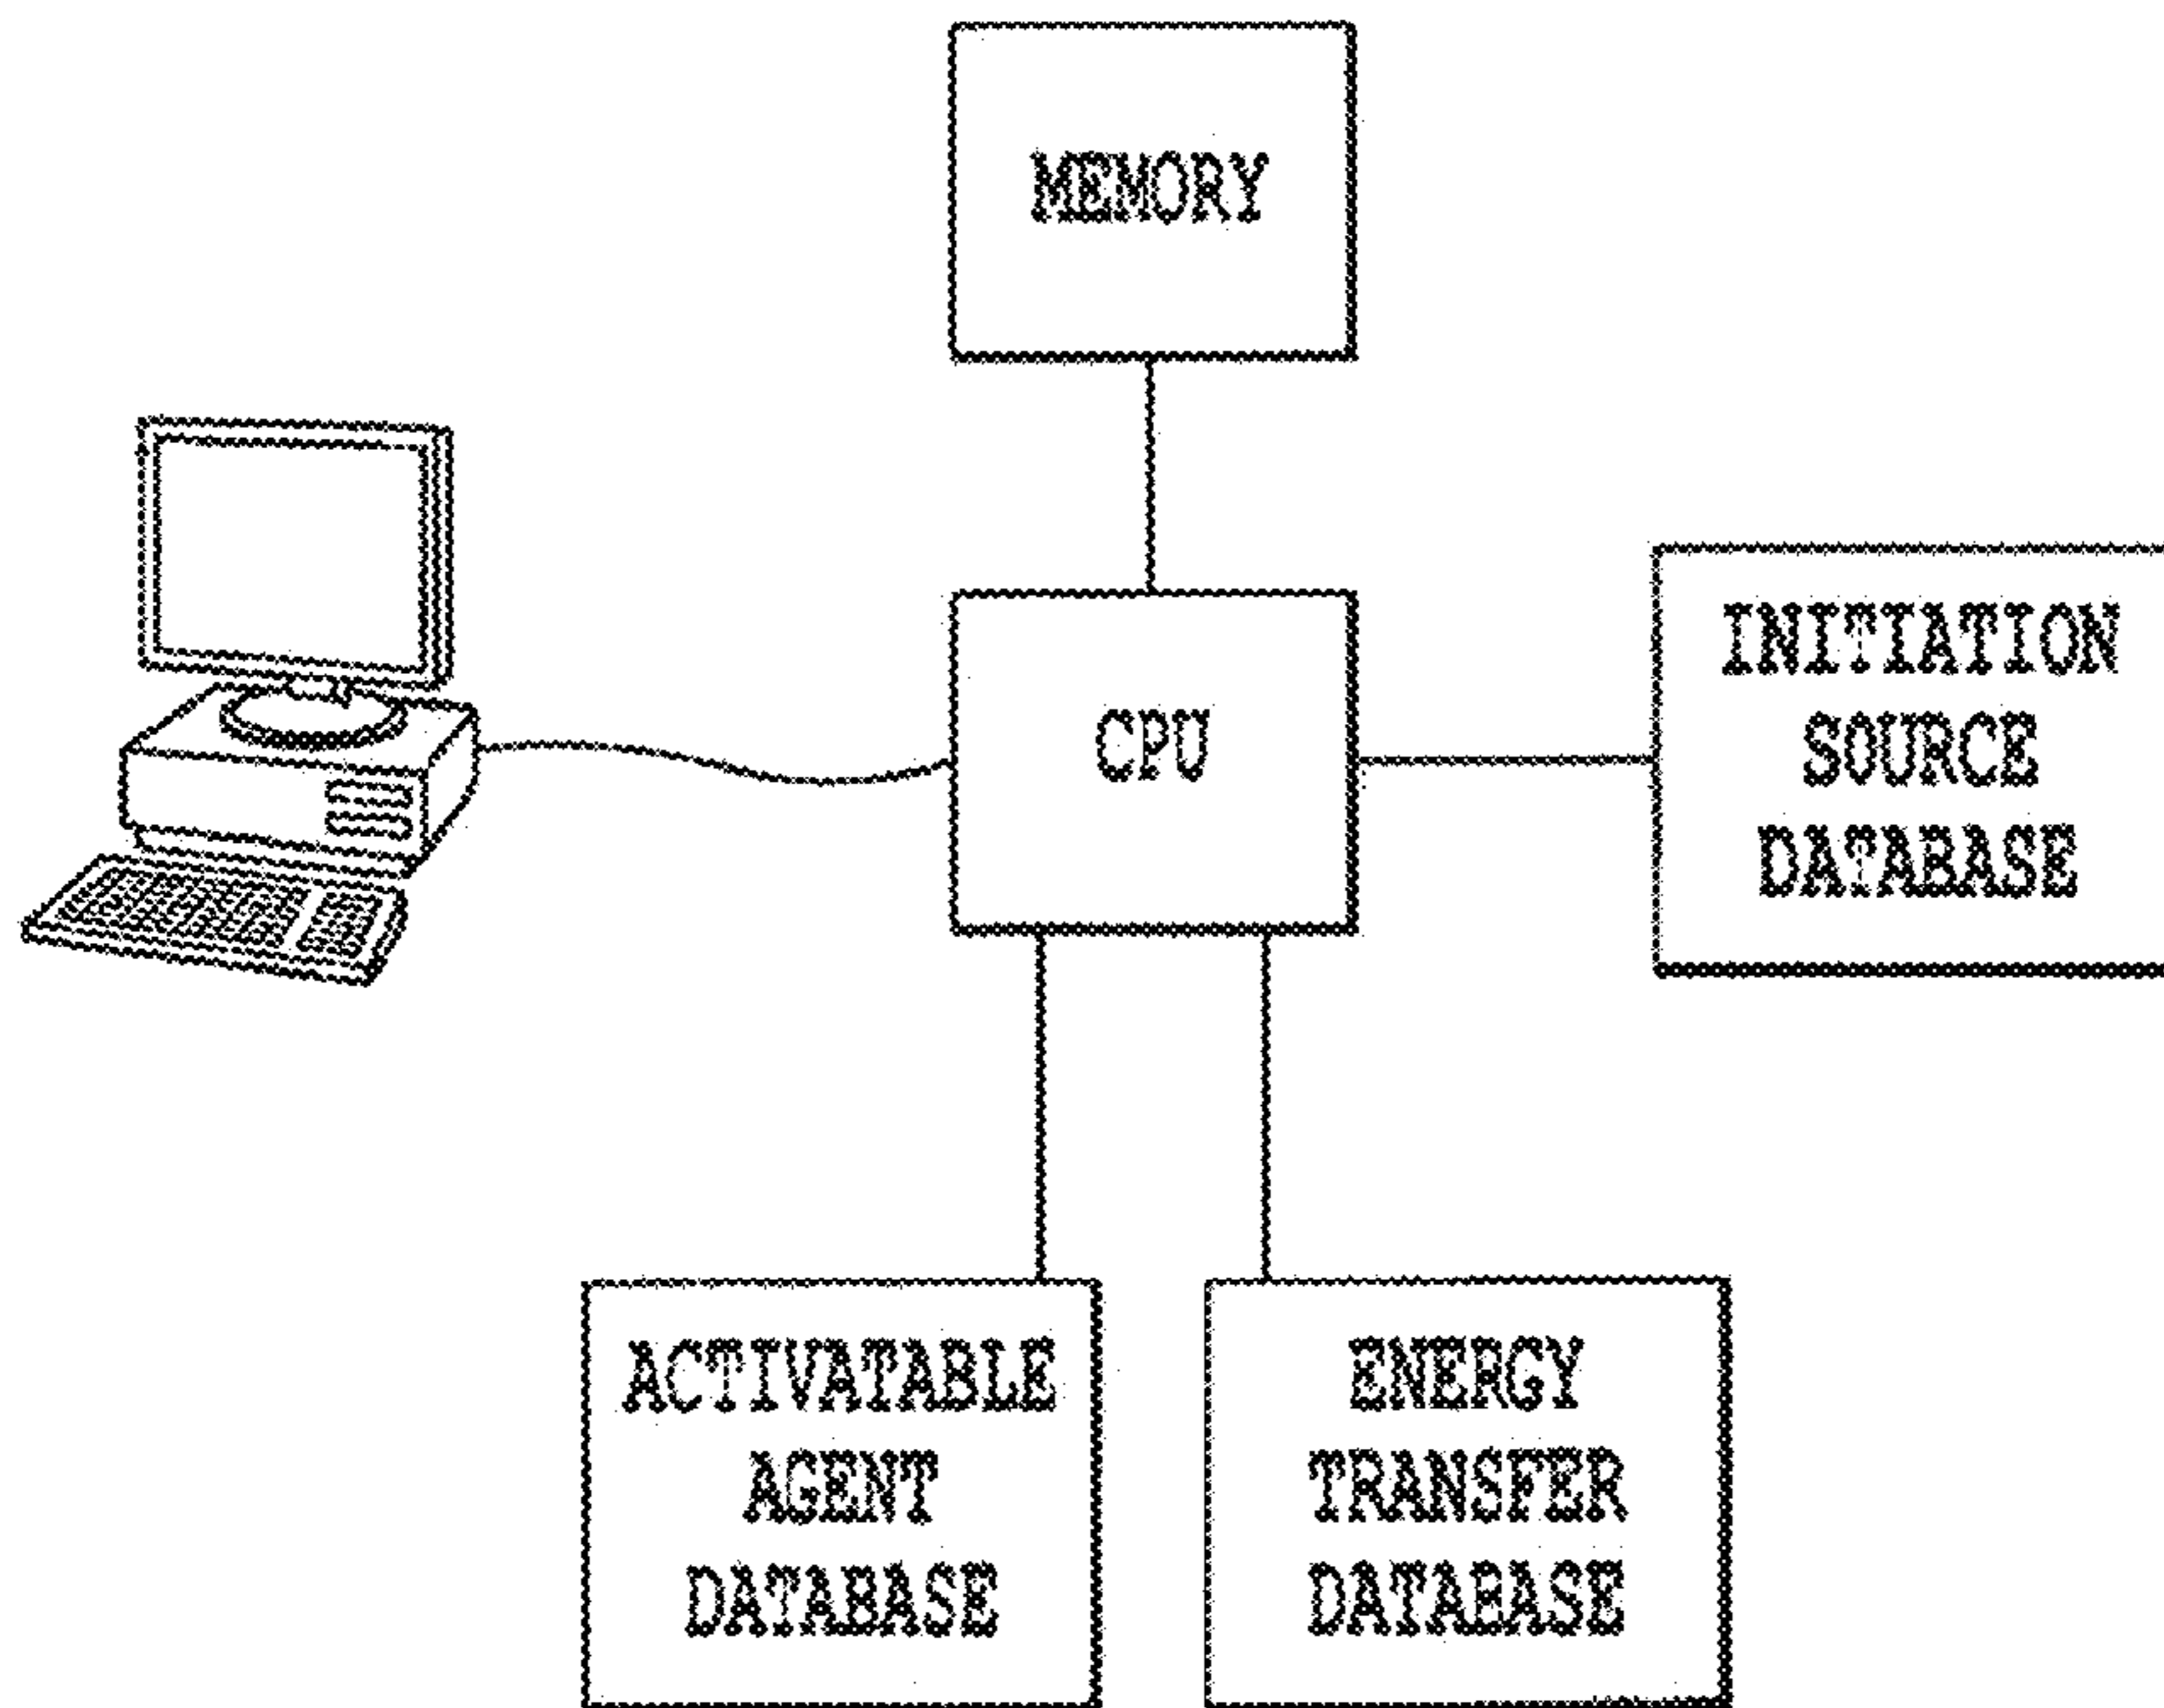 MEMORY
CPU
INITIATION
SOURCE
DATABASE
ACTIVATABLE
AGENT
DATABASE
ENERGY
TRANSFER
DATABASE